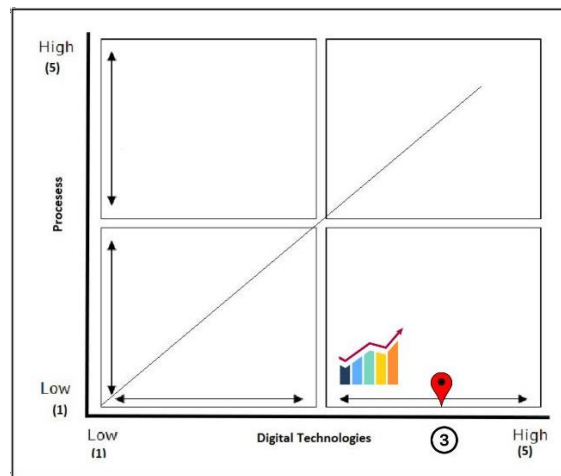 High
(5)
Procesess
Low
(1)
Low
(1)
Digital Technologies
3
High
(5)